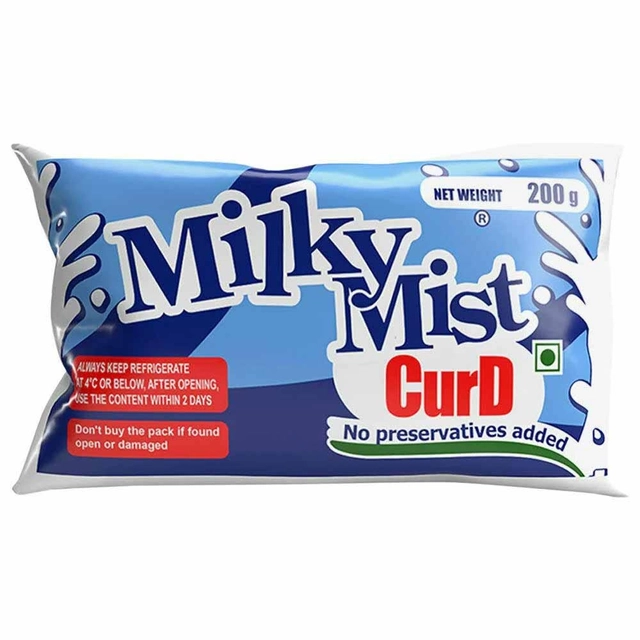 NET WEIGHT 200 g
®
Milky
Mist
CurD
No preservatives added
ALWAYS KEEP REFRIGERATE
AT 4°C OR BELOW, AFTER OPENING,
USE THE CONTENT WITHIN 2 DAYS
Don't buy the pack if found
open or damaged